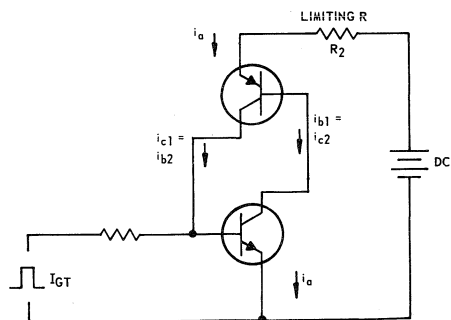 LIMITING R
R2
ia
ic1 =
ib2
ib1 =
ic2
DC
IGT
ia